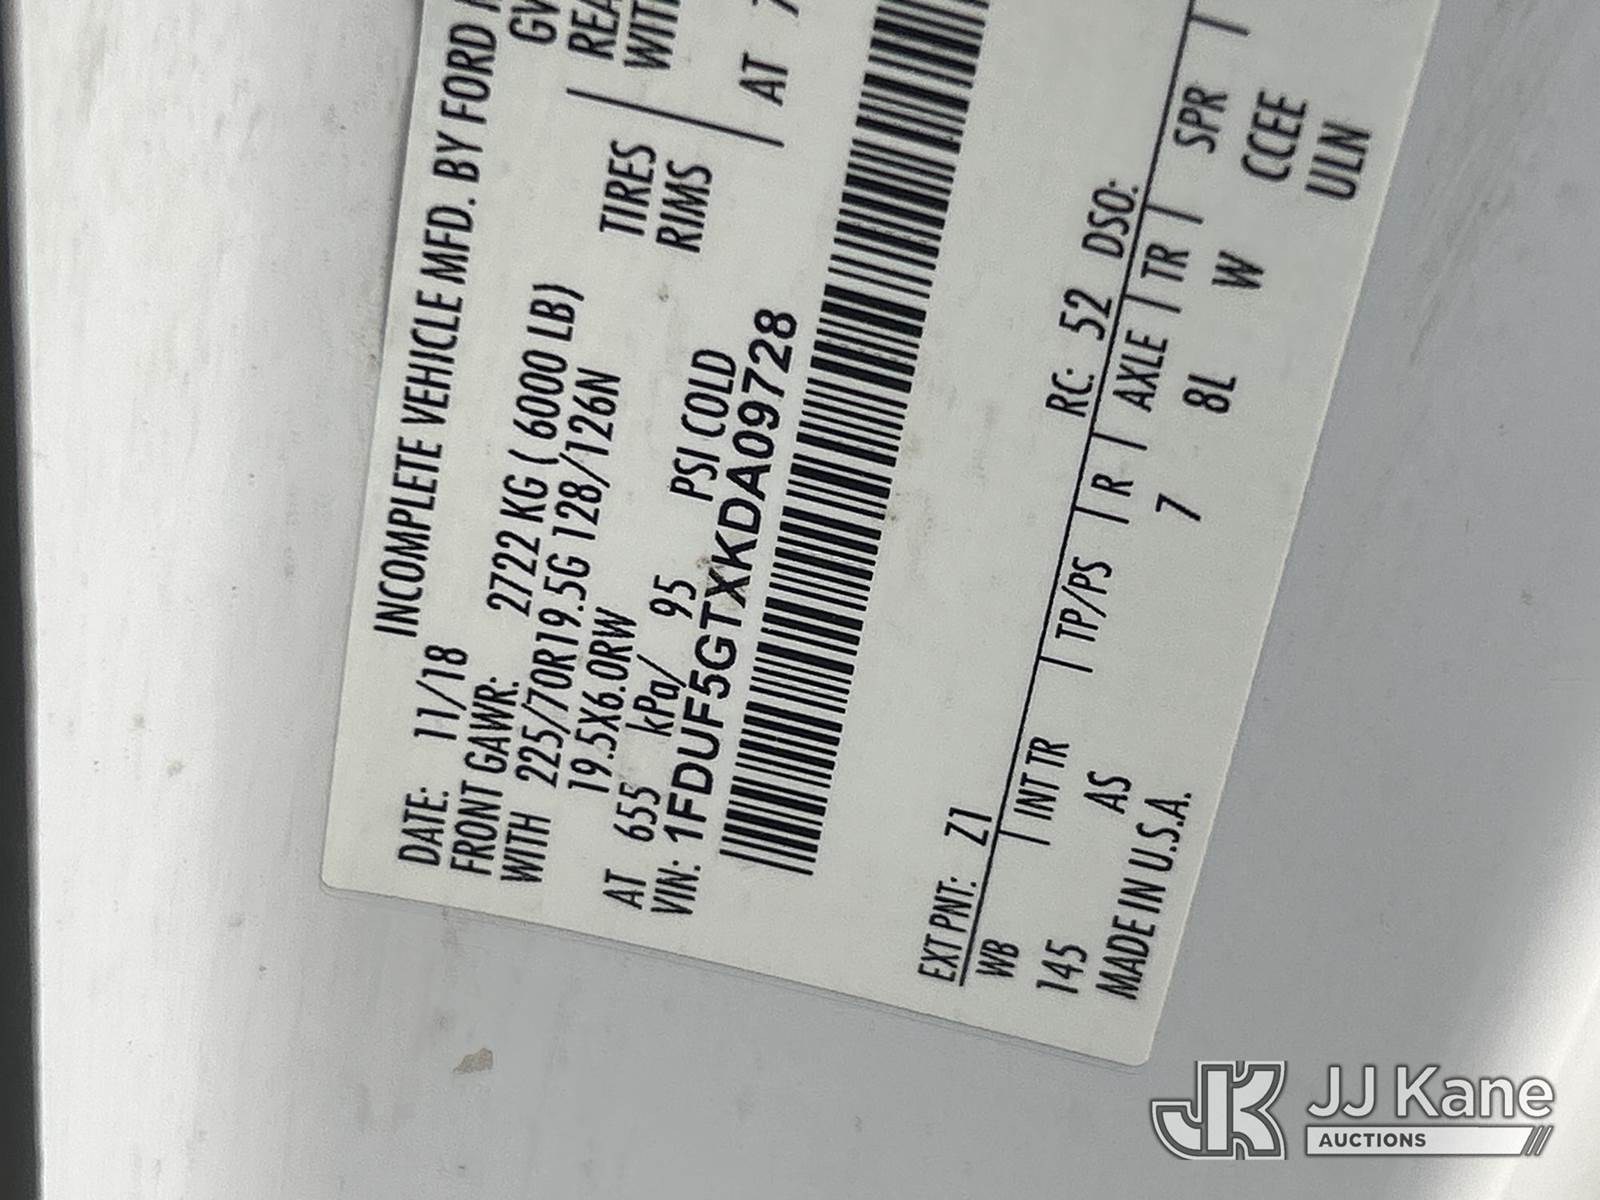 INCOMPLETE VEHICLE MFD. BY FORD
DATE: 11/18
FRONT GAWR: 2722 KG ( 6000 LB)
WITH 225/70R19.5G 128/126N TIRES
19.5X6.0RW RIMS
AT 655 kPa/ 95 PSI COLD AT
VIN: 1FDUF5GTXKDA09728
EXT PNT: Z1 RC: 52 DSO:
WB | INT TR | TP/PS | R | AXLE | TR | SPR |
145 AS 7 8L W CCEE
MADE IN U.S.A. ULN
JK JJ Kane
AUCTIONS